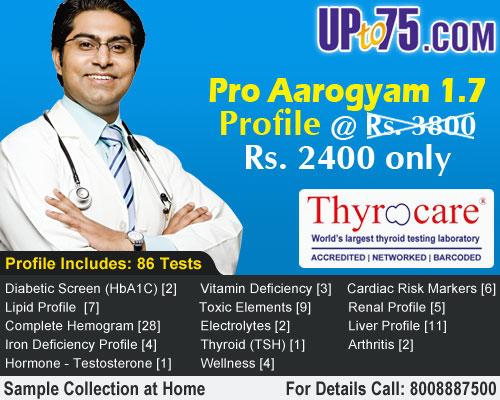 UPto75.COM
Pro Aarogyam 1.7
Profile @ Rs. 3800
Rs. 2400 only
Thyrocare®
World's largest thyroid testing laboratory
ACCREDITED | NETWORKED | BARCODED
Profile Includes: 86 Tests
Diabetic Screen (HbA1C) [2] Vitamin Deficiency [3] Cardiac Risk Markers [6]
Lipid Profile [7] Toxic Elements [9] Renal Profile [5]
Complete Hemogram [28] Electrolytes [2] Liver Profile [11]
Iron Deficiency Profile [4] Thyroid (TSH) [1] Arthritis [2]
Hormone - Testosterone [1] Wellness [4]
Sample Collection at Home For Details Call: 8008887500